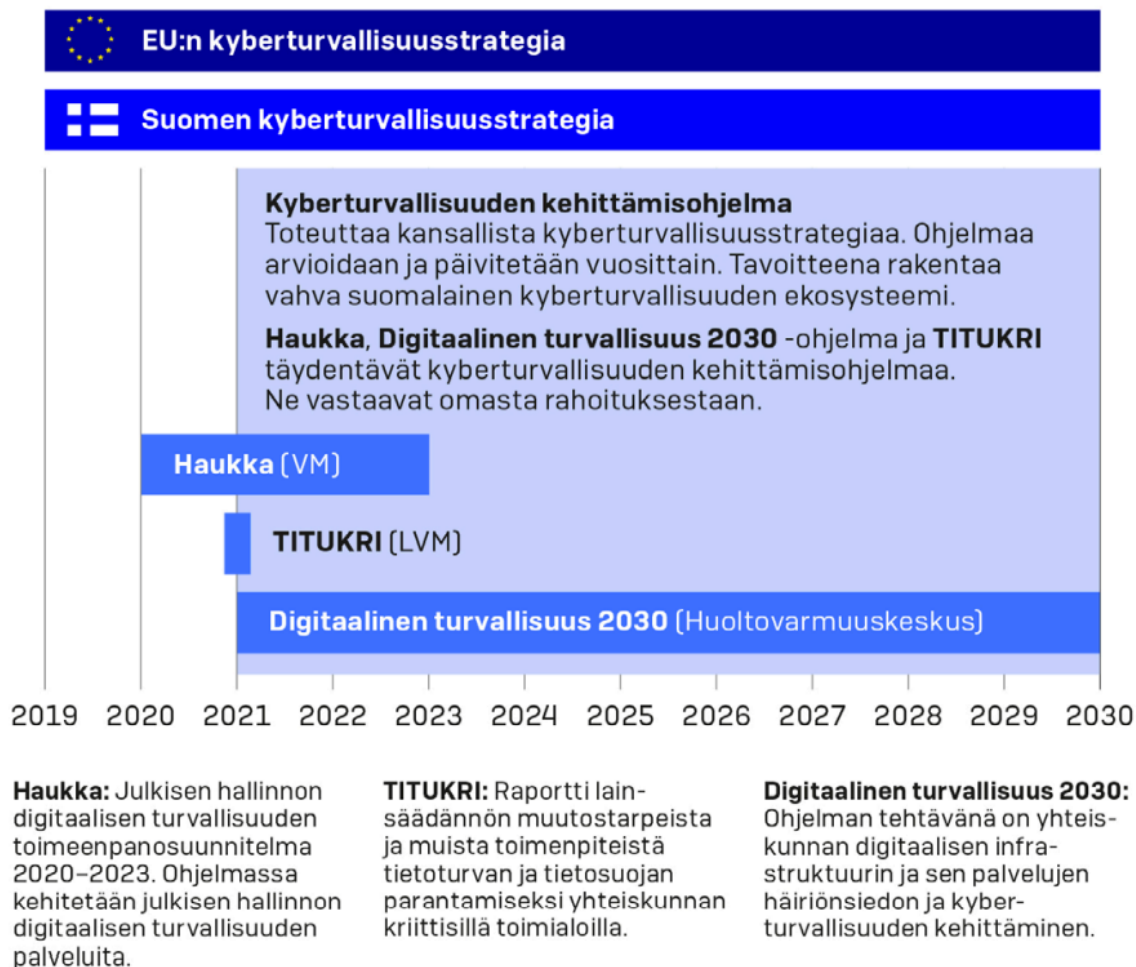 EU:n kyberturvallisuusstrategia
Suomen kyberturvallisuusstrategia
Kyberturvallisuuden kehittämisohjelma
Toteuttaa kansallista kyberturvallisuusstrategiaa. Ohjelmaa
arvioidaan ja päivitetään vuosittain. Tavoitteena rakentaa
vahva suomalainen kyberturvallisuuden ekosysteemi.
Haukka, Digitaalinen turvallisuus 2030 -ohjelma ja TITUKRI
täydentävät kyberturvallisuuden kehittämisohjelmaa.
Ne vastaavat omasta rahoituksestaan.
Haukka (VM)
TITUKRI (LVM)
Digitaalinen turvallisuus 2030 (Huoltovarmuuskeskus)
2019 2020 2021 2022 2023 2024 2025 2026 2027 2028 2029 2030
Haukka: Julkisen hallinnon
digitaalisen turvallisuuden
toimeenpanosuunnitelma
2020–2023. Ohjelmassa
kehitetään julkisen hallinnon
digitaalisen turvallisuuden
palveluita.
TITUKRI: Raportti lain-
säädännön muutostarpeista
ja muista toimenpiteistä
tietoturvan ja tietosuojan
parantamiseksi yhteiskunnan
kriittisillä toimialoilla.
Digitaalinen turvallisuus 2030:
Ohjelman tehtävänä on yhteis-
kunnan digitaalisen infra-
struktuurin ja sen palvelujen
häiriönsiedon ja kyber-
turvallisuuden kehittäminen.